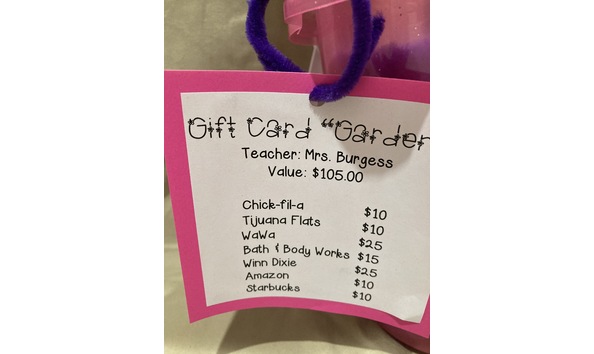 Gift Card "Garden
Teacher: Mrs. Burgess
Value: $105.00
Chick-fil-a $10
Tijuana Flats $10
WaWa $25
Bath & Body Works $15
Winn Dixie $25
Amazon $10
Starbucks $10